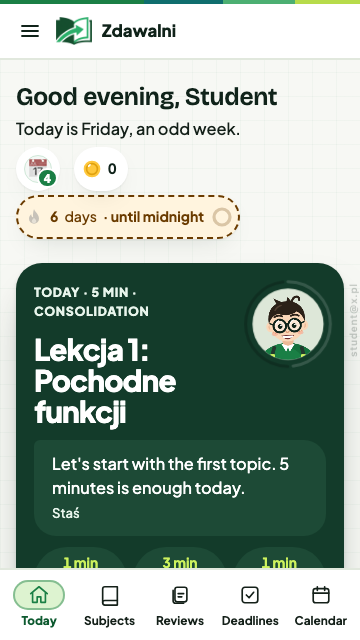 Zdawalni
Good evening, Student
Today is Friday, an odd week.
4
0
6 days · until midnight
TODAY · 5 MIN ·
CONSOLIDATION
Lekcja 1:
Pochodne
funkcji
student@x.pl
Let's start with the first topic. 5
minutes is enough today.
Staś
1 min 3 min 1 min
Today Subjects Reviews Deadlines Calendar